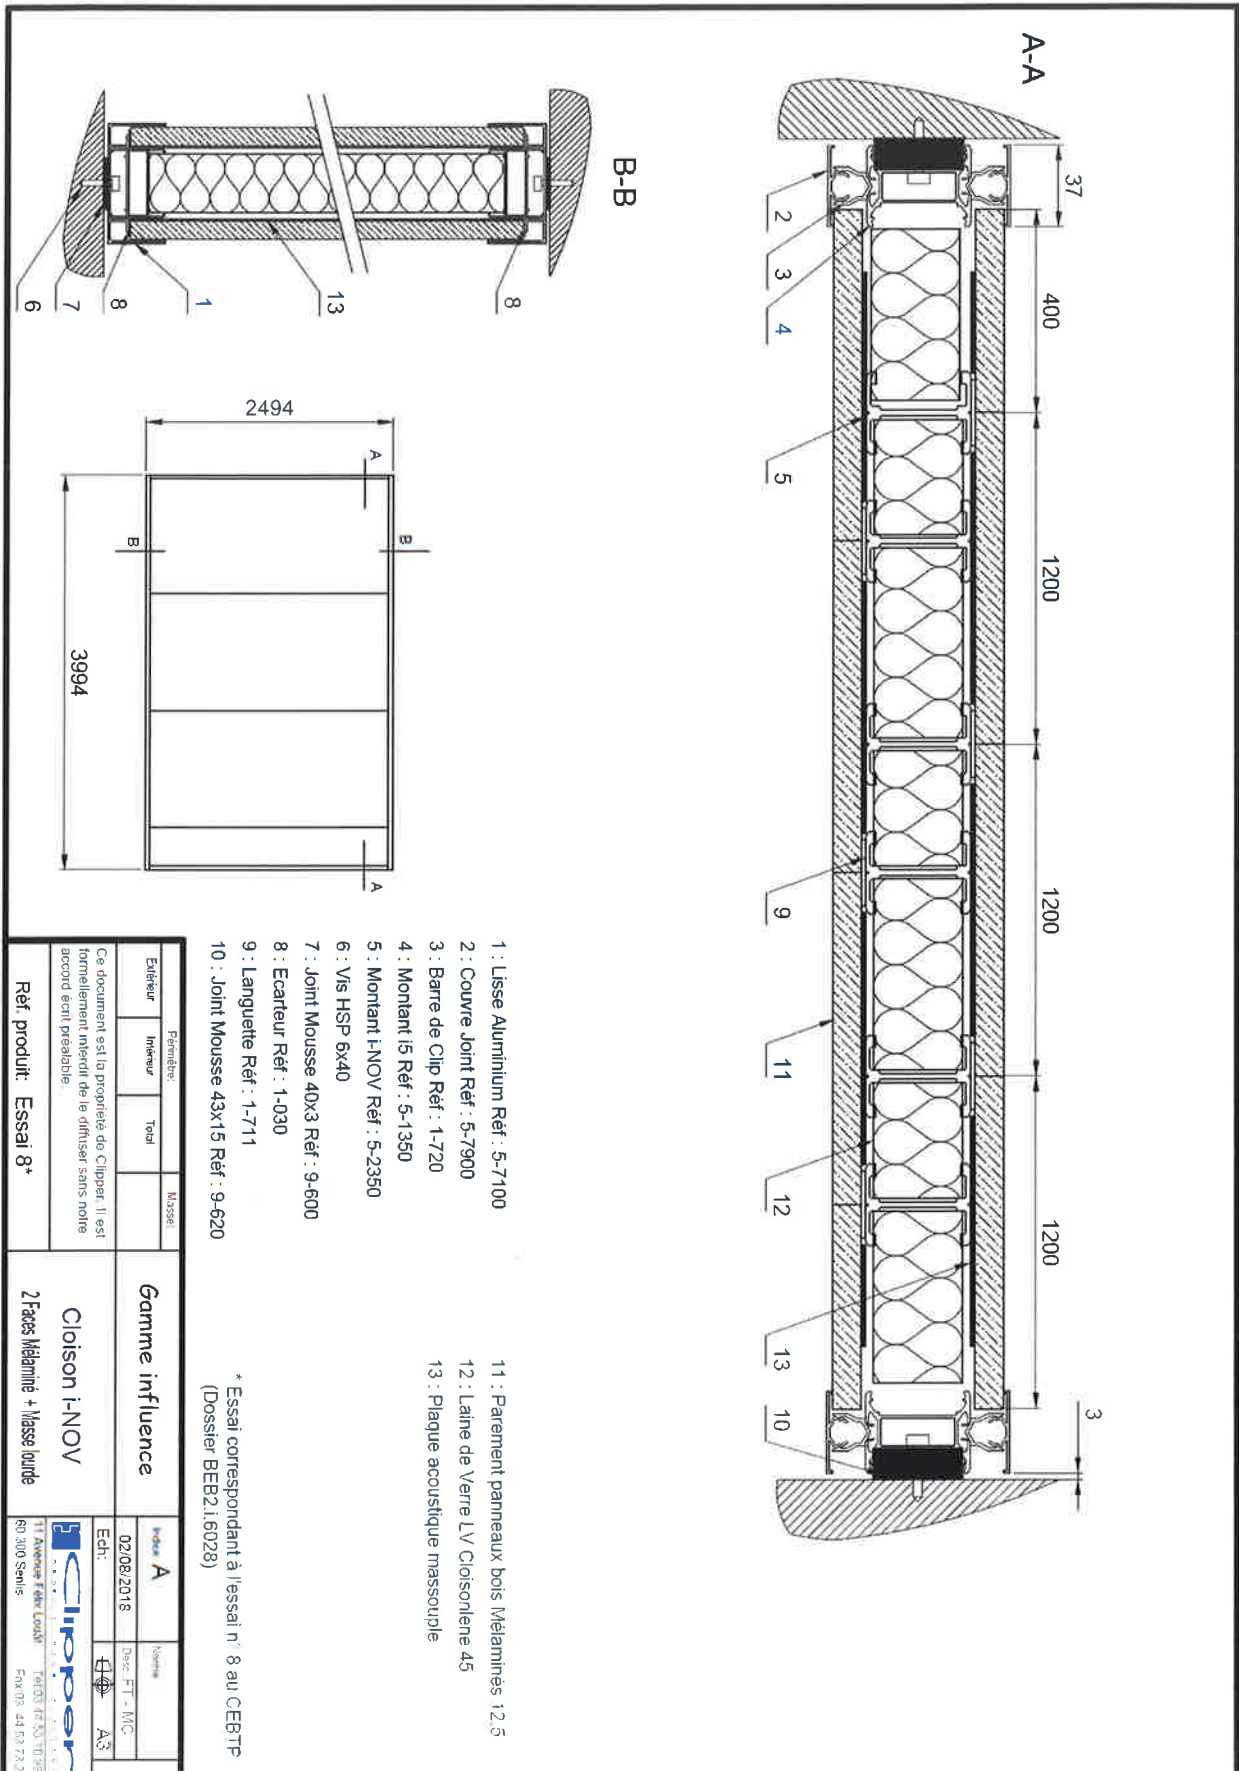 A-A
37
400
1200
1200
1200
3
2
3
4
5
9
11
12
13
10
B-B
8
13
1
8
7
6
2494
3994
A
A
B
B
1 : Lisse Aluminium Réf : 5-7100
2 : Couvre Joint Réf : 5-7900
3 : Barre de Clip Réf : 1-720
4 : Montant i5 Réf : 5-1350
5 : Montant i-NOV Réf : 5-2350
6 : Vis HSP 6x40
7 : Joint Mousse 40x3 Réf : 9-600
8 : Ecarteur Réf : 1-030
9 : Languette Réf : 1-711
10 : Joint Mousse 43x15 Réf : 9-620
11 : Parement panneaux bois Mélaminés 12,5
12 : Laine de Verre LV Cloisonlene 45
13 : Plaque acoustique massouple
* Essai correspondant à l'essai n° 8 au CEBTP
(Dossier BEB2.I.6028)
Périmètre:
Masse:
Extérieur
Intérieur
Total
Ce document est la propriété de Clipper. Il est
formellement interdit de le diffuser sans notre
accord écrit préalable.
Réf. produit: Essai 8*
Gamme influence
Cloison i-NOV
2 Faces Mélaminé + Masse lourde
Indice A
02/08/2018
Dess: FT - MC
Ech:
A3
Clipper
11 Avenue Félix Louat
60 300 Senlis